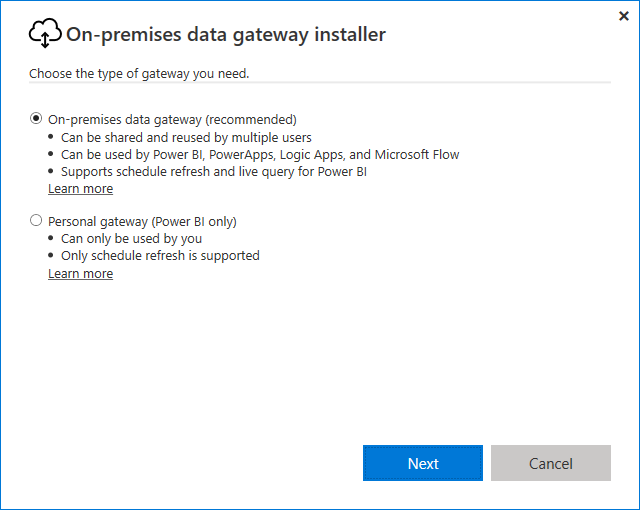 On-premises data gateway installer
Choose the type of gateway you need.
On-premises data gateway (recommended)
• Can be shared and reused by multiple users
• Can be used by Power BI, PowerApps, Logic Apps, and Microsoft Flow
• Supports schedule refresh and live query for Power BI
Learn more
Personal gateway (Power BI only)
• Can only be used by you
• Only schedule refresh is supported
Learn more
Next Cancel